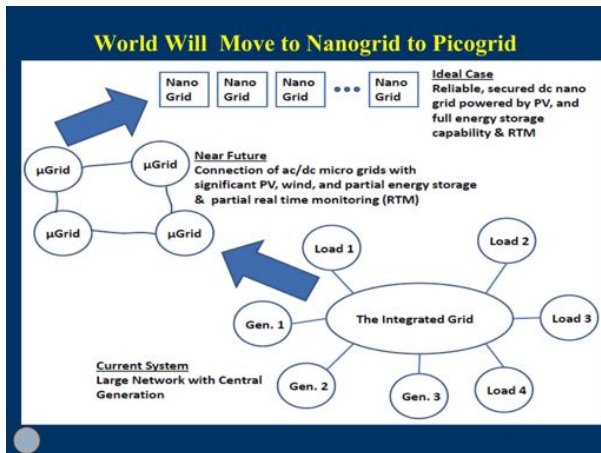 World Will Move to Nanogrid to Picogrid
Nano
Grid
Nano
Grid
Nano
Grid
Nano
Grid
Ideal Case
Reliable, secured dc nano
grid powered by PV, and
full energy storage
capability & RTM
Near Future
Connection of ac/dc micro grids with
significant PV, wind, and partial energy storage
& partial real time monitoring (RTM)
µGrid
µGrid
µGrid
µGrid
Load 1
Load 2
Gen. 1
The Integrated Grid
Load 3
Current System
Large Network with Central
Generation
Gen. 2
Gen. 3
Load 4